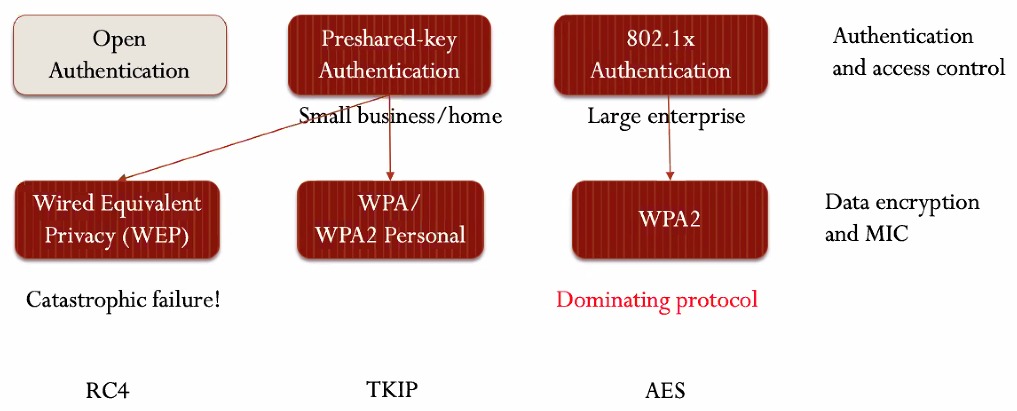 Open
Authentication
Preshared-key
Authentication
802.1x
Authentication
Authentication
and access control
Small business/home
Large enterprise
Wired Equivalent
Privacy (WEP)
WPA/
WPA2 Personal
WPA2
Data encryption
and MIC
Catastrophic failure!
Dominating protocol
RC4
TKIP
AES